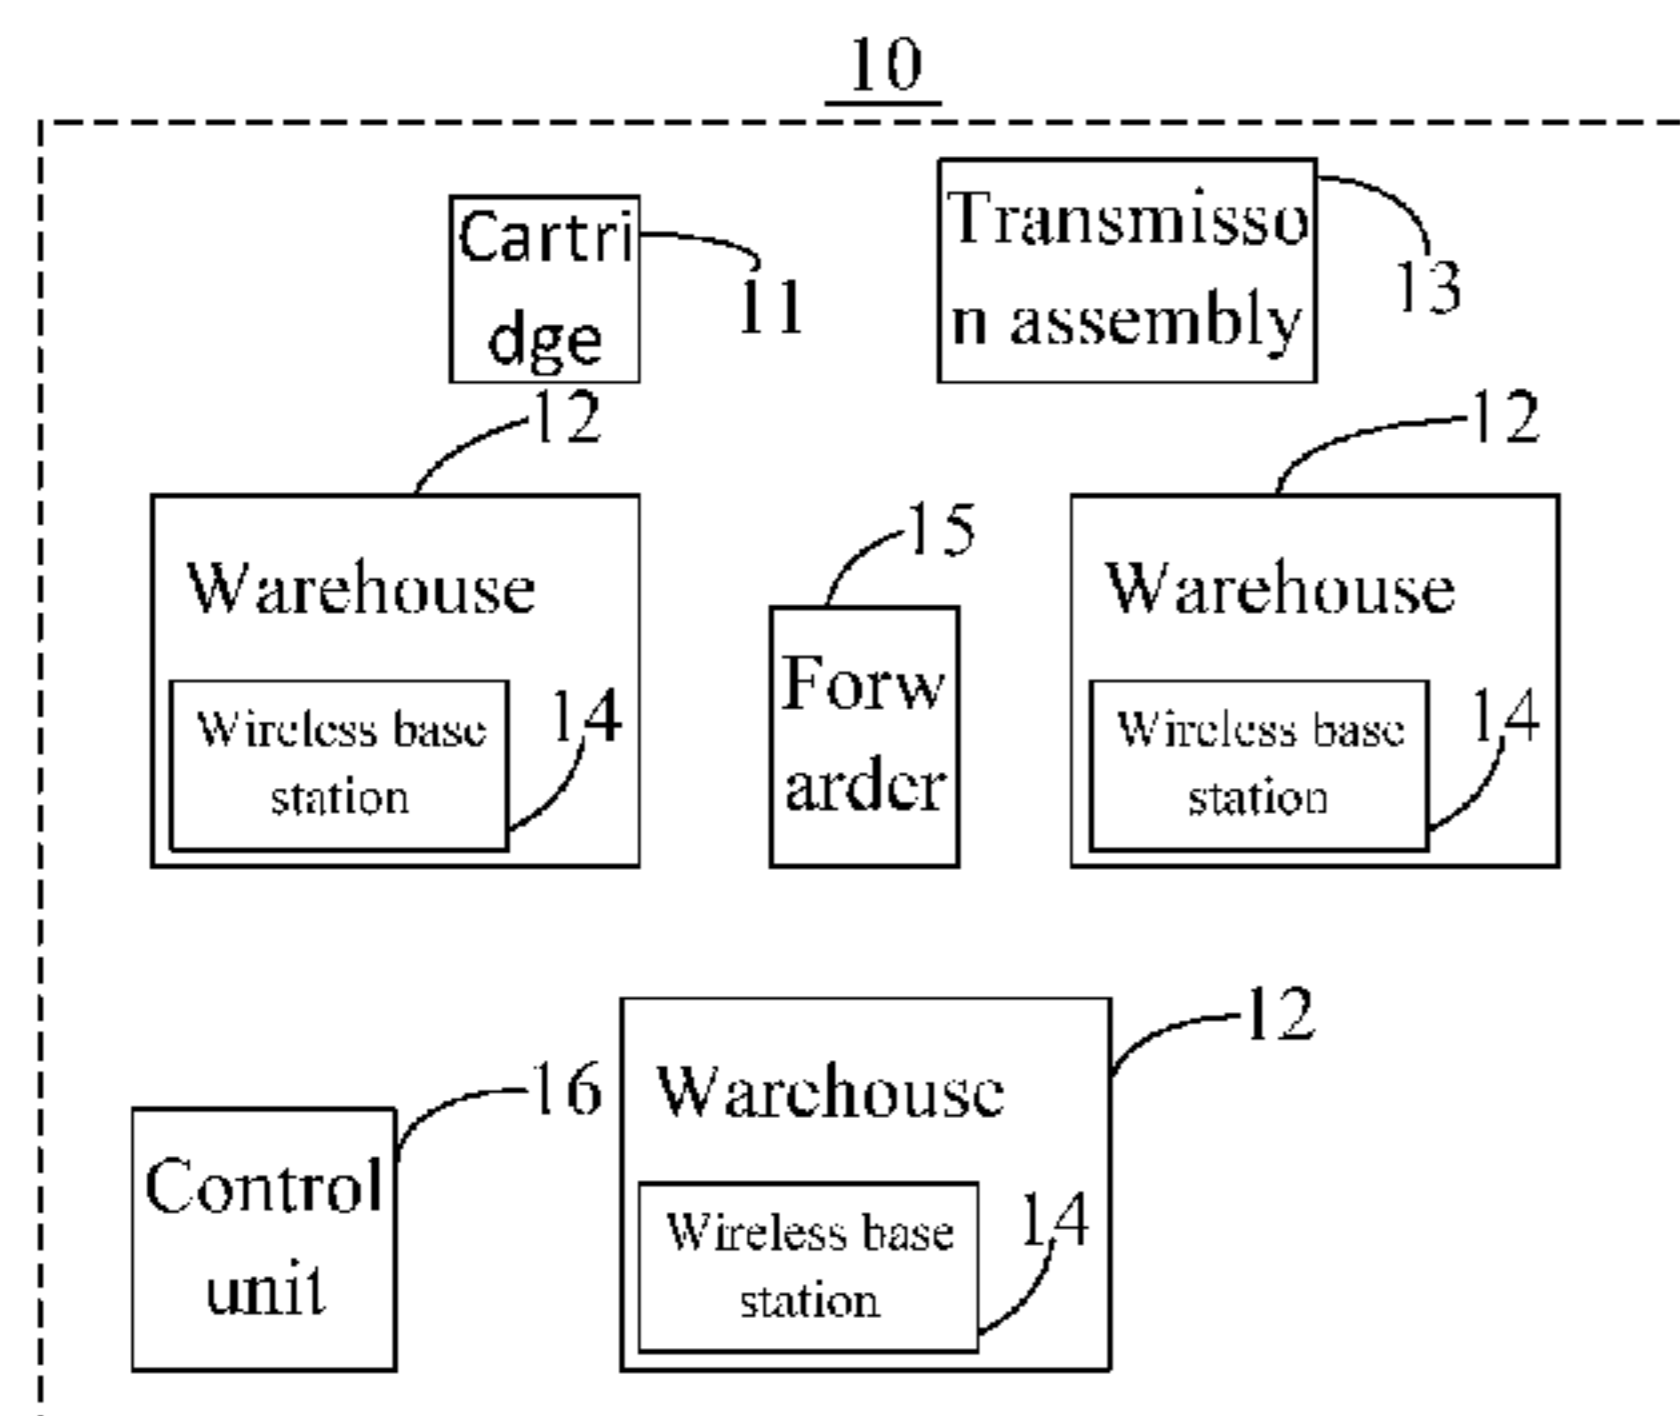 10
Cartri
dge
11
Transmisso
n assembly
13
12
Warehouse
Wireless base
station
14
15
Forw
arder
12
Warehouse
Wireless base
station
14
16
Control
unit
12
Warehouse
Wireless base
station
14